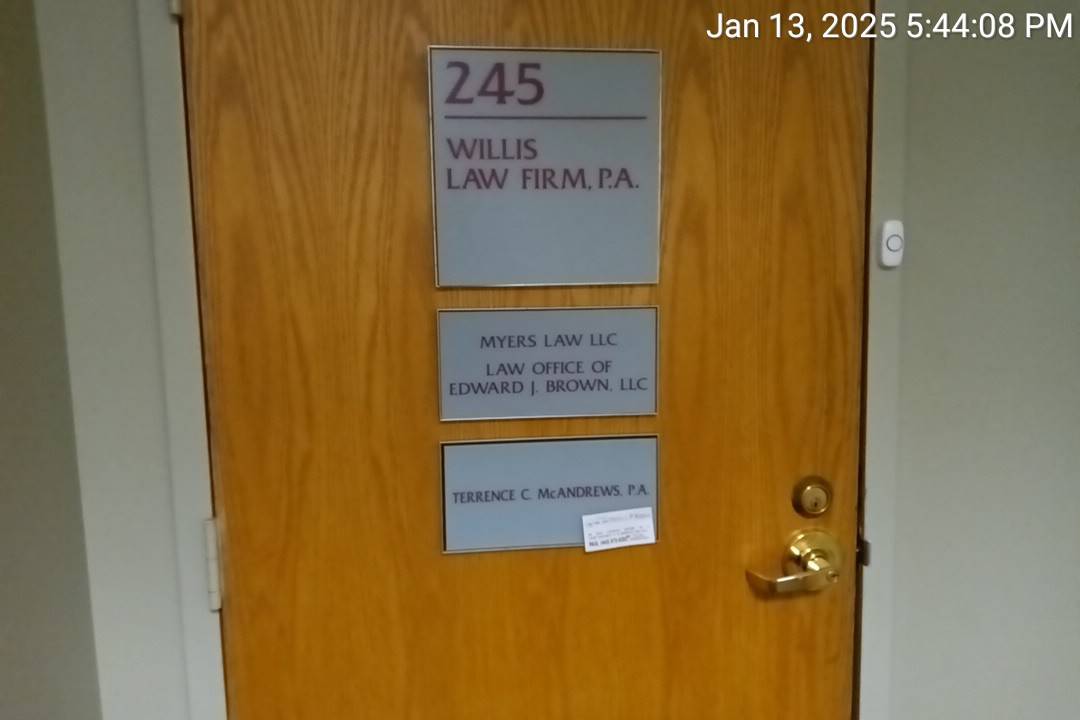 Jan 13, 2025 5:44:08 PM
245
WILLIS
LAW FIRM, P.A.
MYERS LAW LLC
LAW OFFICE OF
EDWARD J. BROWN, LLC
TERRENCE C. McANDREWS, P.A.